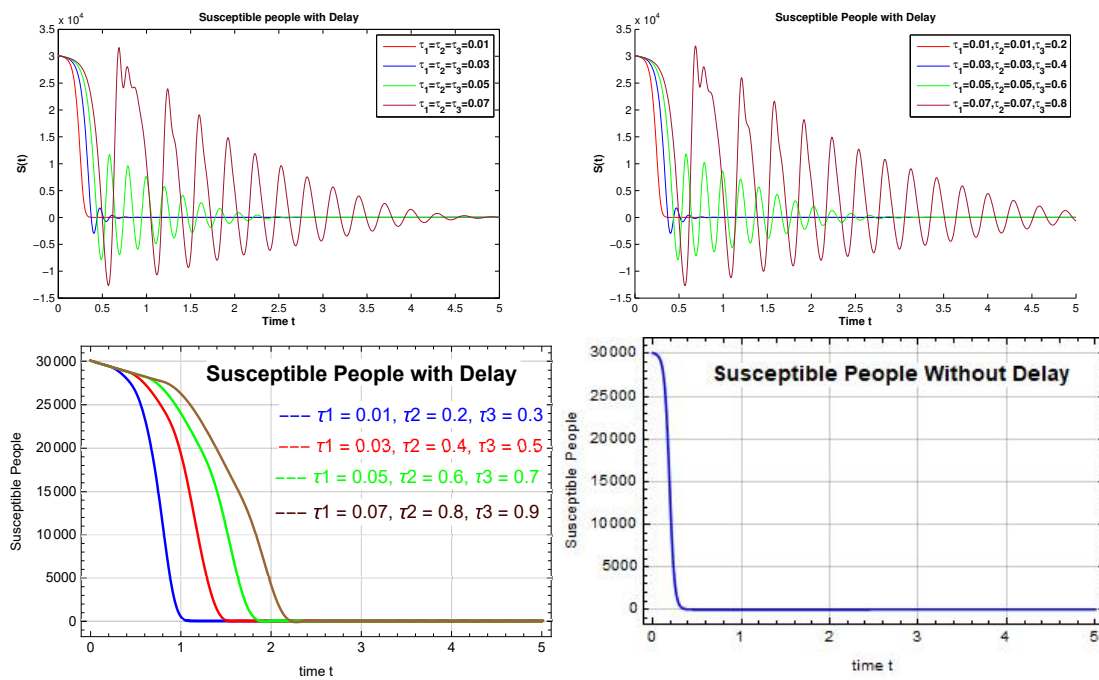 Susceptible people with Delay
x 10⁴
3.5
3
2.5
2
1.5
1
0.5
0
−0.5
−1
−1.5
S(t)
0 0.5 1 1.5 2 2.5 3 3.5 4 4.5 5
Time t
τ₁=τ₂=τ₃=0.01
τ₁=τ₂=τ₃=0.03
τ₁=τ₂=τ₃=0.05
τ₁=τ₂=τ₃=0.07
Susceptible People with Delay
x 10⁴
3.5
3
2.5
2
1.5
1
0.5
0
−0.5
−1
−1.5
S(t)
0 0.5 1 1.5 2 2.5 3 3.5 4 4.5 5
Time t
τ₁=0.01,τ₂=0.01,τ₃=0.2
τ₁=0.03,τ₂=0.03,τ₃=0.4
τ₁=0.05,τ₂=0.05,τ₃=0.6
τ₁=0.07,τ₂=0.07,τ₃=0.8
Susceptible People with Delay
τ1 = 0.01, τ2 = 0.2, τ3 = 0.3
τ1 = 0.03, τ2 = 0.4, τ3 = 0.5
τ1 = 0.05, τ2 = 0.6, τ3 = 0.7
τ1 = 0.07, τ2 = 0.8, τ3 = 0.9
30000
25000
20000
15000
10000
5000
0
Susceptible People
0 1 2 3 4 5
time t
Susceptible People Without Delay
30000
25000
20000
15000
10000
5000
0
Susceptible People
0 1 2 3 4 5
time t